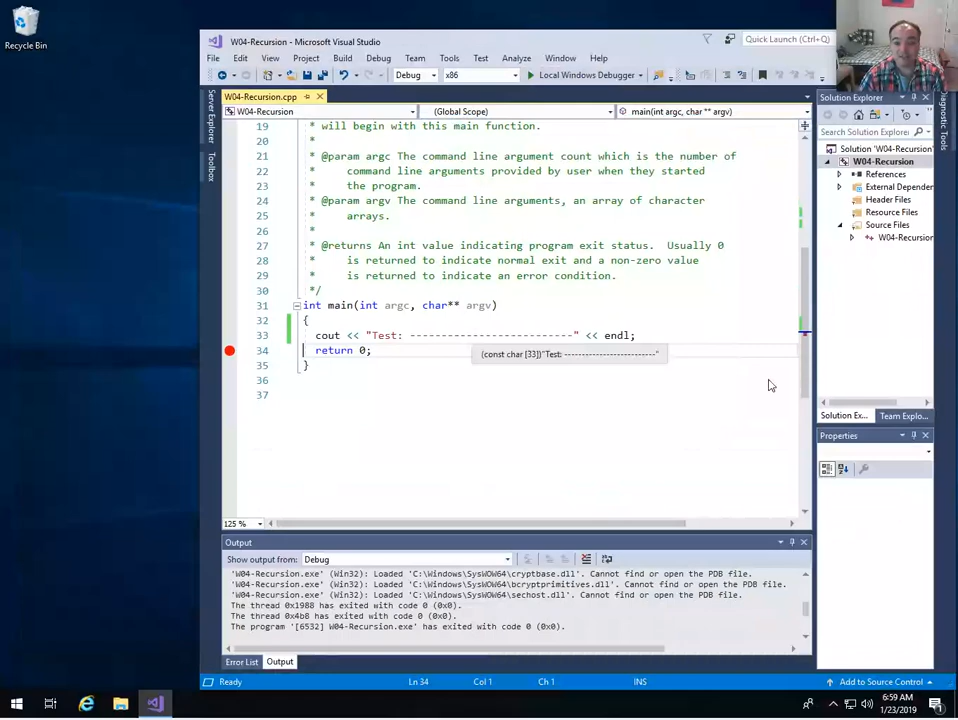 Recycle Bin
W04-Recursion - Microsoft Visual Studio
Quick Launch (Ctrl+Q)
File Edit View Project Build Debug Team Tools Test Analyze Window Help
Debug x86 Local Windows Debugger
Server Explorer
Toolbox
W04-Recursion.cpp
W04-Recursion (Global Scope) main(int argc, char ** argv)
19 * will begin with this main function.
20 *
21 * @param argc The command line argument count which is the number of
22 * command line arguments provided by user when they started
23 * the program.
24 * @param argv The command line arguments, an array of character
25 * arrays.
26 *
27 * @returns An int value indicating program exit status.  Usually 0
28 * is returned to indicate normal exit and a non-zero value
29 * is returned to indicate an error condition.
30 */
31 int main(int argc, char** argv)
32 {
33 cout << "Test: --------------------------" << endl;
34 return 0;
(const char [33])"Test: --------------------------"
35 }
36
37
125 %
Solution Explorer
Search Solution Explorer
Solution 'W04-Recursion'
W04-Recursion
References
External Dependen
Header Files
Resource Files
Source Files
W04-Recursion
Solution Ex... Team Explo...
Properties
Diagnostic Tools
Output
Show output from: Debug
'W04-Recursion.exe' (Win32): Loaded 'C:\Windows\SysWOW64\cryptbase.dll'. Cannot find or open the PDB file.
'W04-Recursion.exe' (Win32): Loaded 'C:\Windows\SysWOW64\bcryptprimitives.dll'. Cannot find or open the PDB file.
'W04-Recursion.exe' (Win32): Loaded 'C:\Windows\SysWOW64\sechost.dll'. Cannot find or open the PDB file.
The thread 0x1988 has exited with code 0 (0x0).
The thread 0x4b8 has exited with code 0 (0x0).
The program '[6532] W04-Recursion.exe' has exited with code 0 (0x0).
Error List Output
Ready Ln 34 Col 1 Ch 1 INS Add to Source Control
6:59 AM
1/23/2019